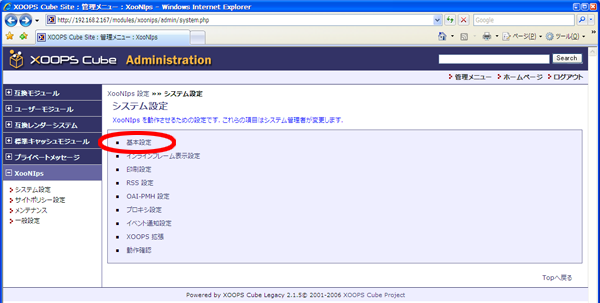 XOOPS Cube Site : 管理メニュー : XooNIps - Windows Internet Explorer
http://192.168.2.167/modules/xoonips/admin/system.php
Google
XOOPS Cube Site : 管理メニュー : XooNIps
ページ(P)
ツール(O)
XOOPS Cube Administration
Search
管理メニュー
ホームページ
ログアウト
互換モジュール
ユーザーモジュール
互換レンダーシステム
標準キャッシュモジュール
プライベートメッセージ
XooNIps
システム設定
サイトポリシー設定
メンテナンス
一般設定
XooNIps 設定 »» システム設定
システム設定
XooNIps を動作させるための設定です. これらの項目はシステム管理者が変更します.
基本設定
インラインフレーム表示設定
印刷設定
RSS 設定
OAI-PMH 設定
プロキシ設定
イベント通知設定
XOOPS 拡張
動作確認
Topへ戻る
Powered by XOOPS Cube Legacy 2.1.5© 2001-2006 XOOPS Cube Project